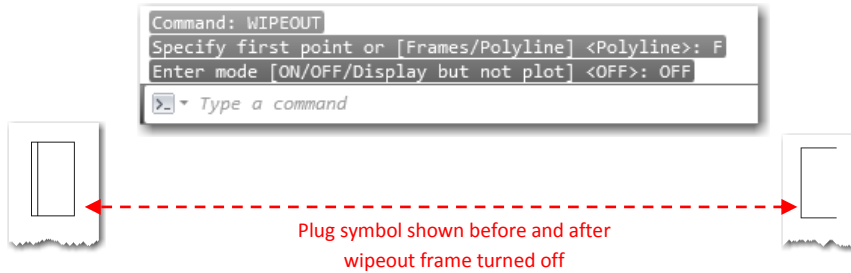 Command: WIPEOUT
Specify first point or [Frames/Polyline] <Polyline>: F
Enter mode [ON/OFF/Display but not plot] <OFF>: OFF
Type a command
Plug symbol shown before and after
wipeout frame turned off